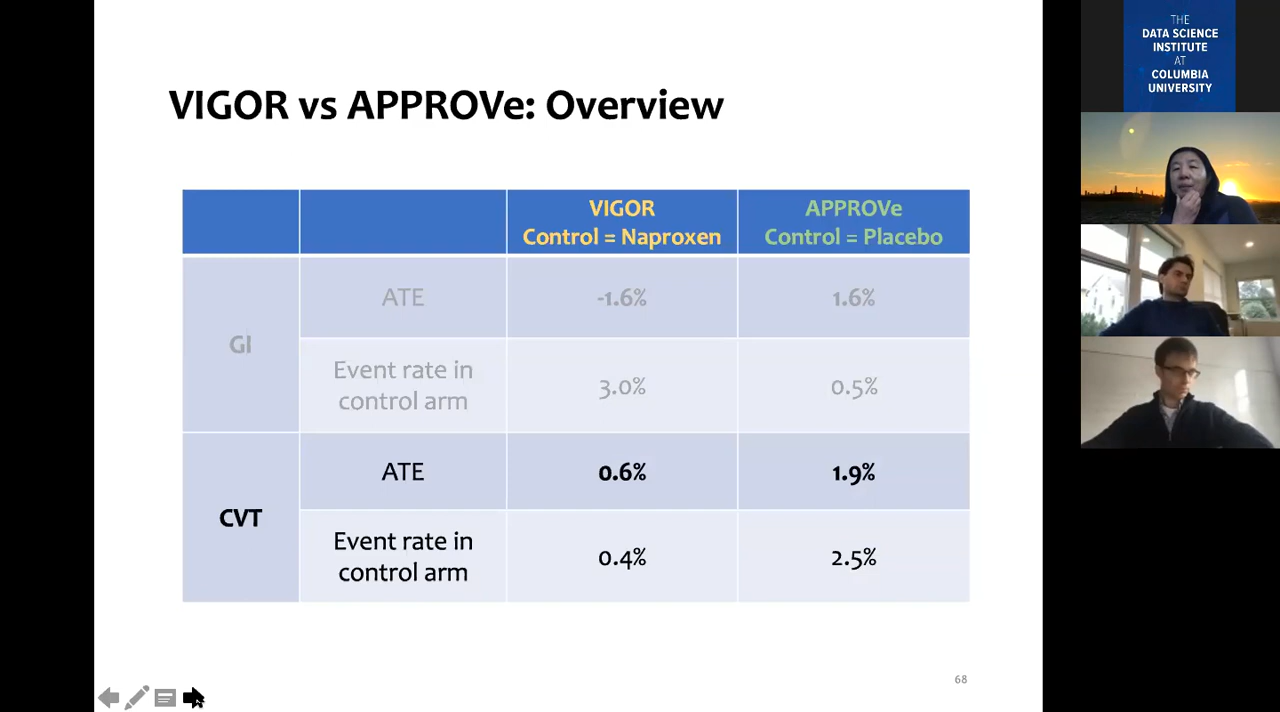 VIGOR vs APPROVe: Overview
VIGOR
Control = Naproxen
APPROVe
Control = Placebo
GI
ATE
-1.6%
1.6%
Event rate in
control arm
3.0%
0.5%
CVT
ATE
0.6%
1.9%
Event rate in
control arm
0.4%
2.5%
68
THE
DATA SCIENCE
INSTITUTE
AT
COLUMBIA
UNIVERSITY